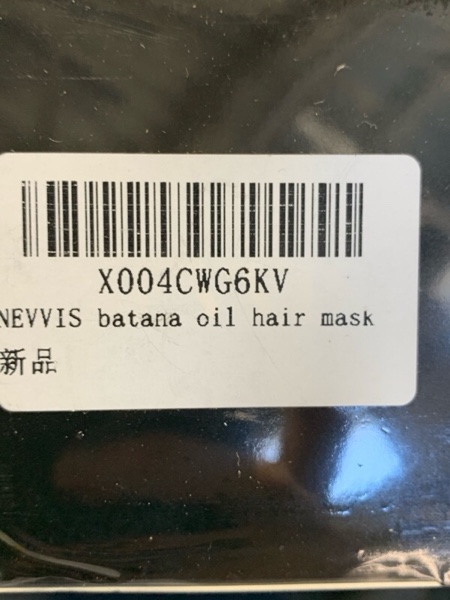 X004CWG6KV
NEVVIS batana oil hair mask
新品